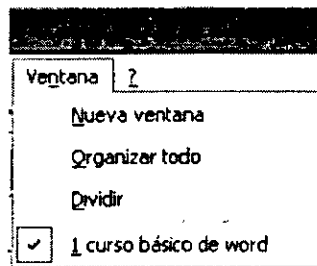 Ventana ?
Nueva ventana
Organizar todo
Dividir
1 curso básico de word